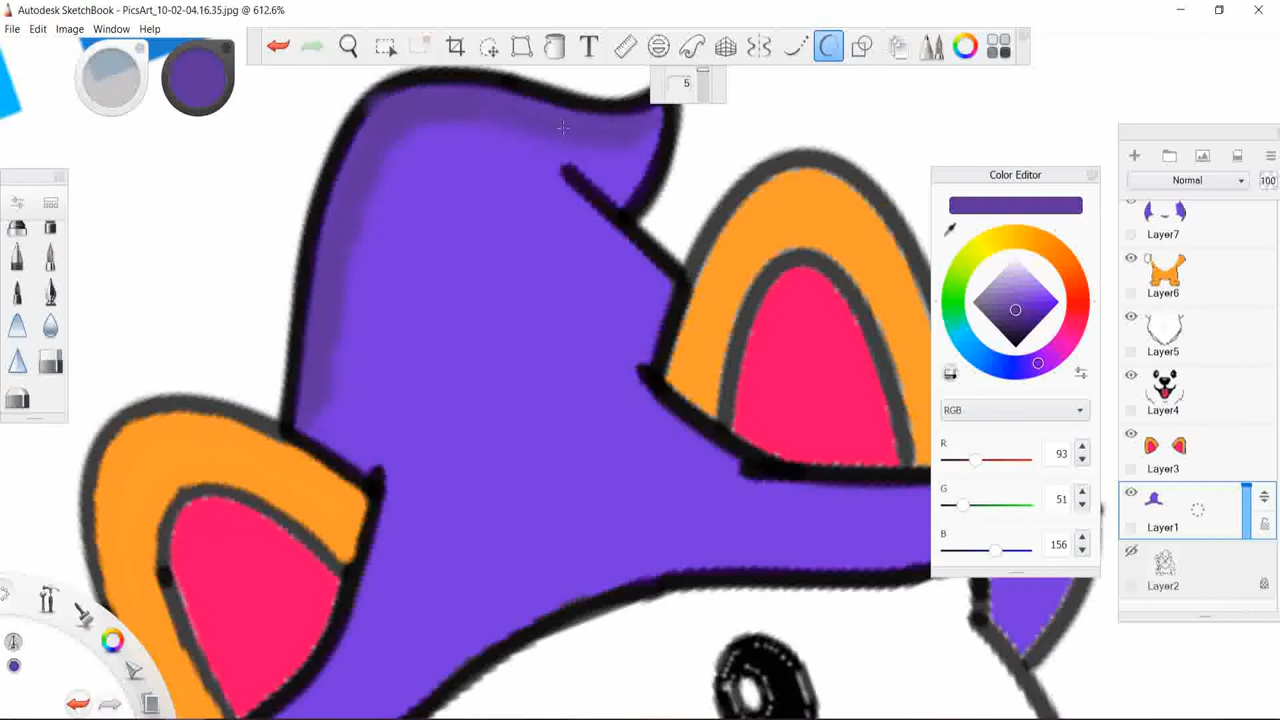 Autodesk SketchBook - PicsArt_10-02-04.16.35.jpg @ 612.6%
File Edit Image Window Help
T
5
Color Editor
Normal 100
Layer7
Layer6
Layer5
Layer4
Layer3
Layer1
Layer2
RGB
R 93
G 51
B 156